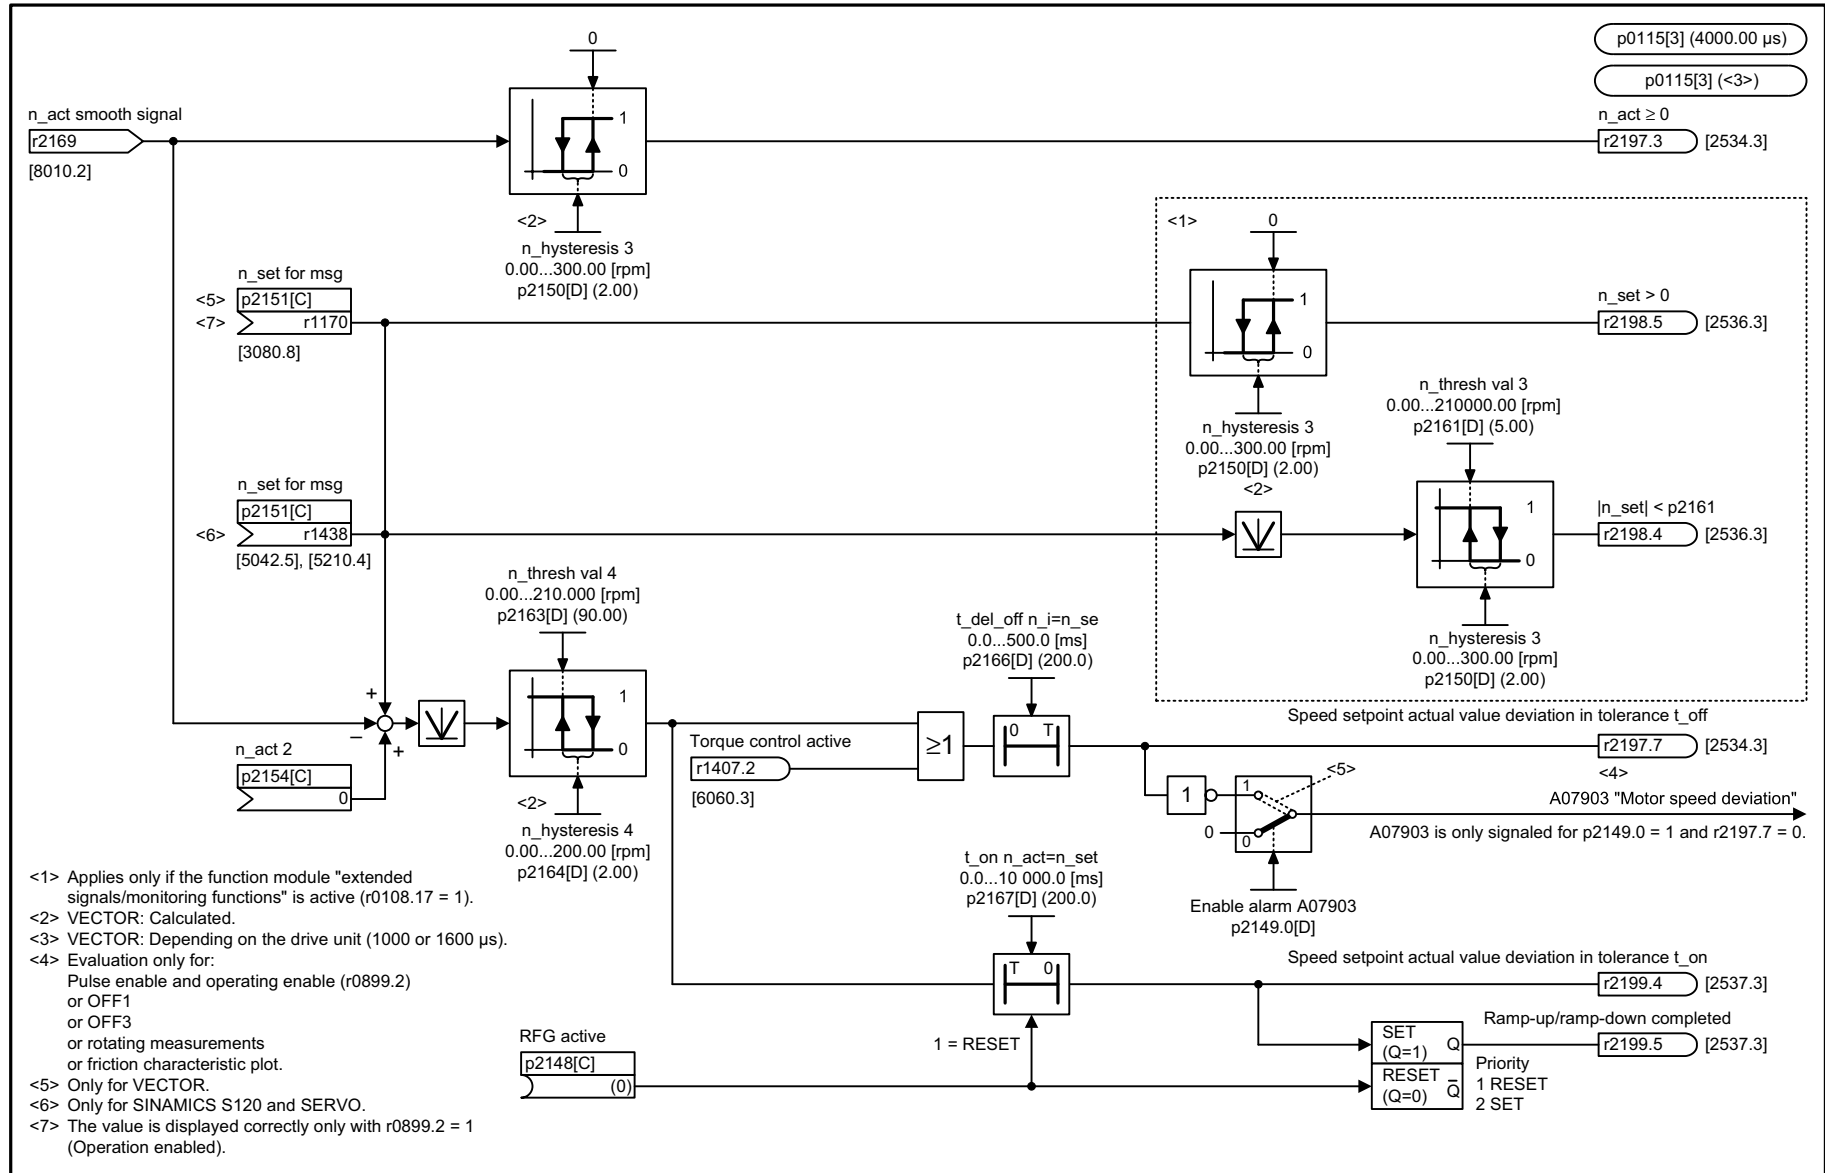 0
p0115[3] (4000.00 µs)
p0115[3] (<3>)
n_act smooth signal
r2169
[8010.2]
1
0
n_act ≥ 0
r2197.3
[2534.3]
<2>
n_hysteresis 3
0.00...300.00 [rpm]
p2150[D] (2.00)
<1>
0
n_set for msg
<5>
p2151[C]
<7>
r1170
[3080.8]
1
0
n_set > 0
r2198.5
[2536.3]
n_hysteresis 3
0.00...300.00 [rpm]
p2150[D] (2.00)
<2>
n_thresh val 3
0.00...210000.00 [rpm]
p2161[D] (5.00)
n_set for msg
p2151[C]
<6>
r1438
[5042.5], [5210.4]
1
0
|n_set| < p2161
r2198.4
[2536.3]
n_hysteresis 3
0.00...300.00 [rpm]
p2150[D] (2.00)
n_thresh val 4
0.00...210.000 [rpm]
p2163[D] (90.00)
t_del_off n_i=n_se
0.0...500.0 [ms]
p2166[D] (200.0)
+
–
+
1
0
n_act 2
p2154[C]
0
Torque control active
r1407.2
[6060.3]
≥1
0 T
Speed setpoint actual value deviation in tolerance t_off
r2197.7
[2534.3]
<4>
<5>
1
1
0
0
A07903 "Motor speed deviation"
A07903 is only signaled for p2149.0 = 1 and r2197.7 = 0.
<2>
n_hysteresis 4
0.00...200.00 [rpm]
p2164[D] (2.00)
t_on n_act=n_set
0.0...10 000.0 [ms]
p2167[D] (200.0)
Enable alarm A07903
p2149.0[D]
T 0
Speed setpoint actual value deviation in tolerance t_on
r2199.4
[2537.3]
RFG active
p2148[C]
(0)
1 = RESET
SET
(Q=1)
Q
RESET
(Q=0)
Q̅
Ramp-up/ramp-down completed
r2199.5
[2537.3]
Priority
1 RESET
2 SET
<1> Applies only if the function module "extended
signals/monitoring functions" is active (r0108.17 = 1).
<2> VECTOR: Calculated.
<3> VECTOR: Depending on the drive unit (1000 or 1600 µs).
<4> Evaluation only for:
Pulse enable and operating enable (r0899.2)
or OFF1
or OFF3
or rotating measurements
or friction characteristic plot.
<5> Only for VECTOR.
<6> Only for SINAMICS S120 and SERVO.
<7> The value is displayed correctly only with r0899.2 = 1
(Operation enabled).